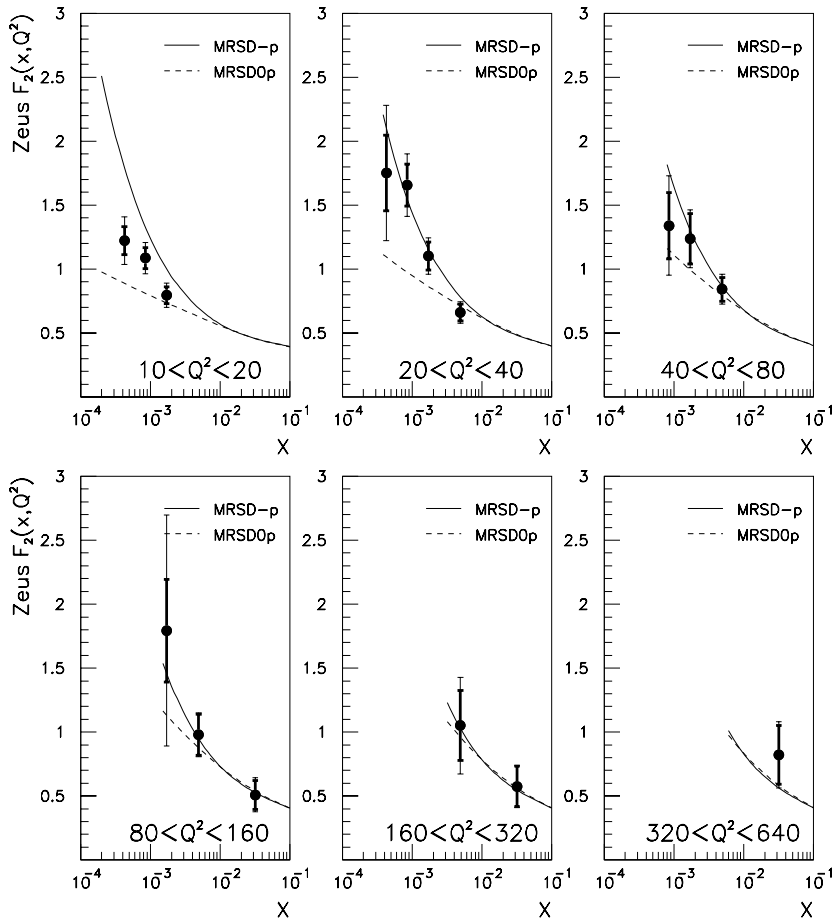 Zeus F₂(x,Q²)
3
2.5
2
1.5
1
0.5
MRSD-p
MRSD0p
10<Q²<20
10⁻⁴ 10⁻³ 10⁻² 10⁻¹
X
3
2.5
2
1.5
1
0.5
MRSD-p
MRSD0p
20<Q²<40
10⁻⁴ 10⁻³ 10⁻² 10⁻¹
X
3
2.5
2
1.5
1
0.5
MRSD-p
MRSD0p
40<Q²<80
10⁻⁴ 10⁻³ 10⁻² 10⁻¹
X
Zeus F₂(x,Q²)
3
2.5
2
1.5
1
0.5
MRSD-p
MRSD0p
80<Q²<160
10⁻⁴ 10⁻³ 10⁻² 10⁻¹
X
3
2.5
2
1.5
1
0.5
MRSD-p
MRSD0p
160<Q²<320
10⁻⁴ 10⁻³ 10⁻² 10⁻¹
X
3
2.5
2
1.5
1
0.5
MRSD-p
MRSD0p
320<Q²<640
10⁻⁴ 10⁻³ 10⁻² 10⁻¹
X